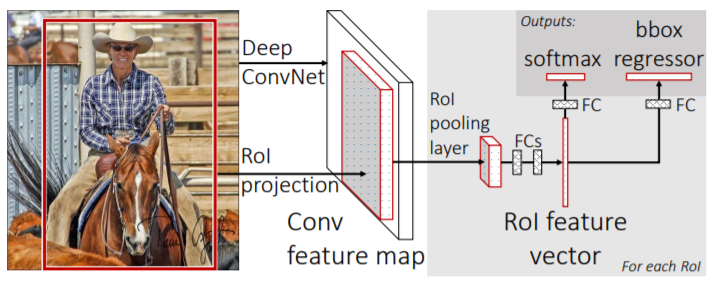 Deep
ConvNet
RoI
projection
Conv
feature map
RoI
pooling
layer
FCs
RoI feature
vector
Outputs:
softmax
bbox
regressor
FC
FC
For each RoI